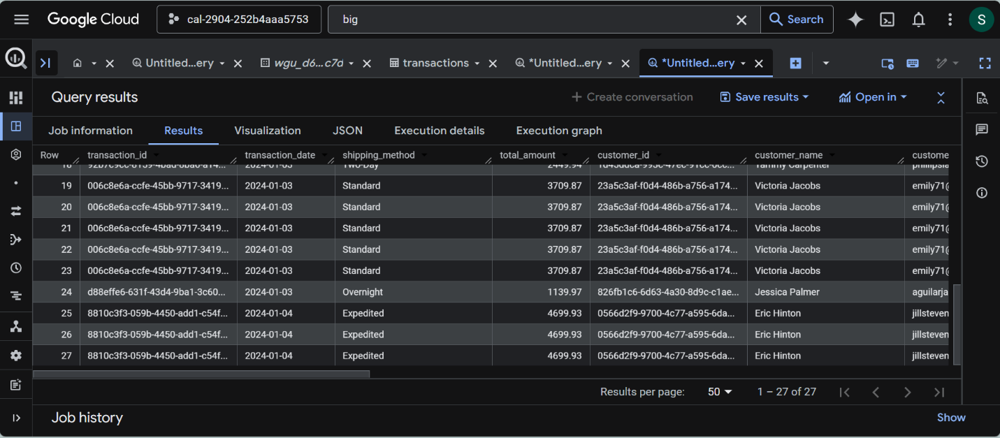 Google Cloud cal-2904-252b4aaa5753 big Search S
Untitled...ery wgu_d6...c7d transactions *Untitled...ery *Untitled...ery
Query results Create conversation Save results Open in
Job information Results Visualization JSON Execution details Execution graph
Row transaction_id transaction_date shipping_method total_amount customer_id customer_name custome
18 2024-01-03 Two-Day 2449.94 Tammy Carpenter
19 006c8e6a-ccfe-45bb-9717-3419... 2024-01-03 Standard 3709.87 23a5c3af-f0d4-486b-a756-a174... Victoria Jacobs emily71@
20 006c8e6a-ccfe-45bb-9717-3419... 2024-01-03 Standard 3709.87 23a5c3af-f0d4-486b-a756-a174... Victoria Jacobs emily71@
21 006c8e6a-ccfe-45bb-9717-3419... 2024-01-03 Standard 3709.87 23a5c3af-f0d4-486b-a756-a174... Victoria Jacobs emily71@
22 006c8e6a-ccfe-45bb-9717-3419... 2024-01-03 Standard 3709.87 23a5c3af-f0d4-486b-a756-a174... Victoria Jacobs emily71@
23 006c8e6a-ccfe-45bb-9717-3419... 2024-01-03 Standard 3709.87 23a5c3af-f0d4-486b-a756-a174... Victoria Jacobs emily71@
24 d88effe6-631f-43d4-9ba1-3c60... 2024-01-03 Overnight 1139.97 826fb1c6-6d63-4a30-8d9c-c1ae... Jessica Palmer aguilarja
25 8810c3f3-059b-4450-add1-c54f... 2024-01-04 Expedited 4699.93 0566d2f9-9700-4c77-a595-6da... Eric Hinton jillsteven
26 8810c3f3-059b-4450-add1-c54f... 2024-01-04 Expedited 4699.93 0566d2f9-9700-4c77-a595-6da... Eric Hinton jillsteven
27 8810c3f3-059b-4450-add1-c54f... 2024-01-04 Expedited 4699.93 0566d2f9-9700-4c77-a595-6da... Eric Hinton jillsteven
Results per page: 50 1 – 27 of 27
Job history Show